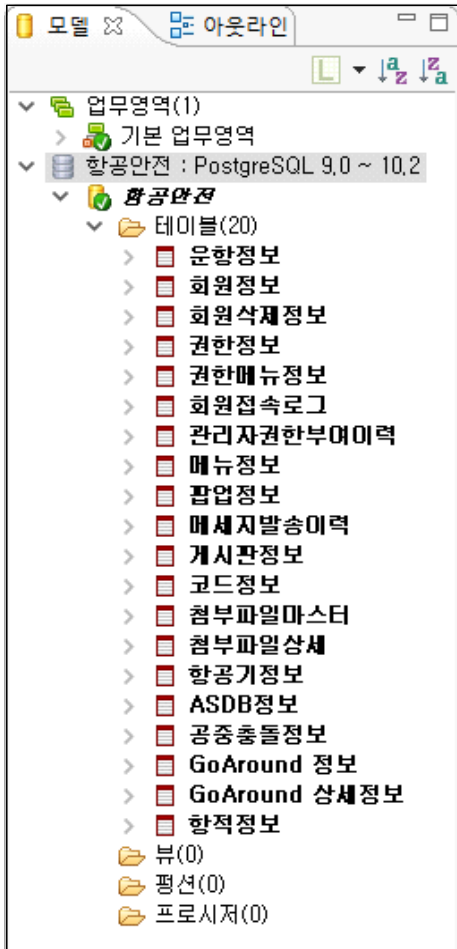 모델 아웃라인
L a z z a
업무영역(1)
기본 업무영역
항공안전 : PostgreSQL 9.0 ~ 10.2
항공안전
테이블(20)
운항정보
회원정보
회원삭제정보
권한정보
권한메뉴정보
회원접속로그
관리자권한부여이력
메뉴정보
팝업정보
메세지발송이력
게시판정보
코드정보
첨부파일마스터
첨부파일상세
항공기정보
ASDB정보
공중충돌정보
GoAround 정보
GoAround 상세정보
항적정보
뷰(0)
펑션(0)
프로시저(0)